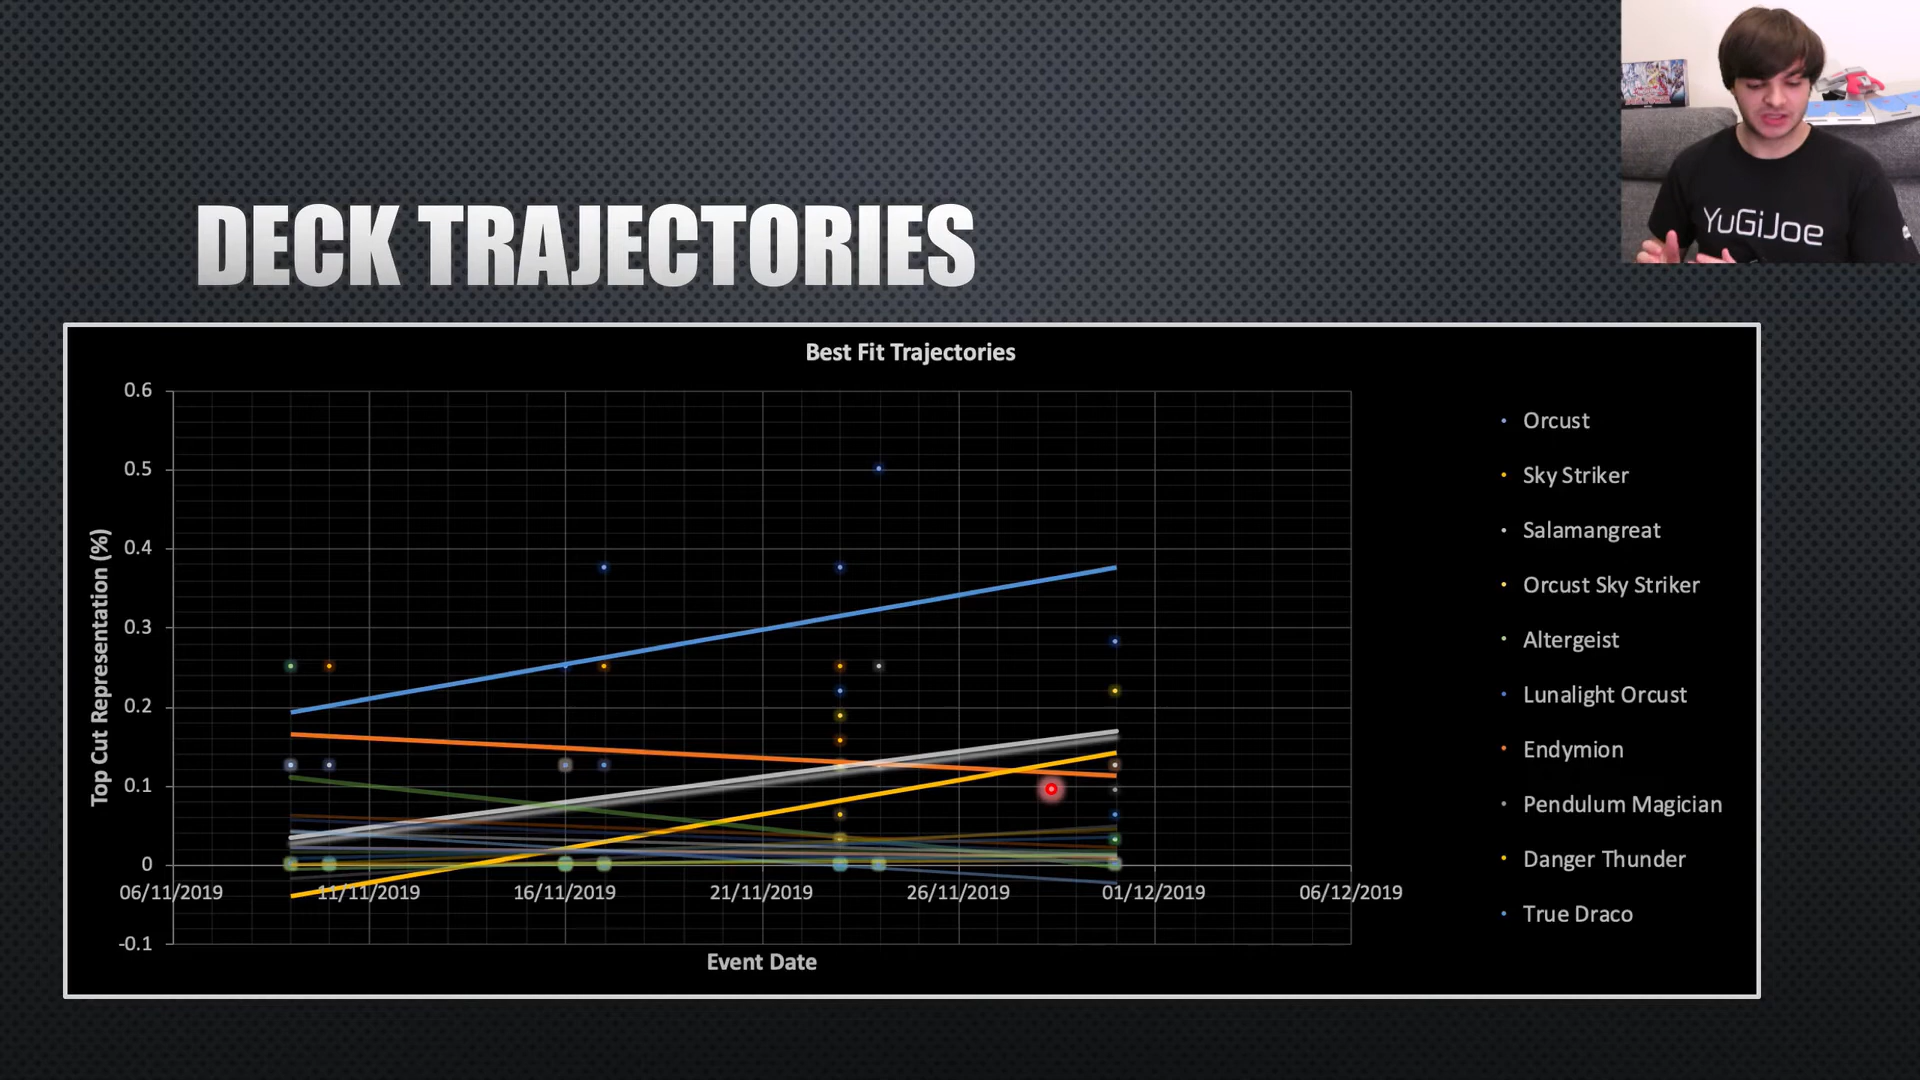 YuGiJoe
DECK TRAJECTORIES
Best Fit Trajectories
0.6
0.5
0.4
0.3
0.2
0.1
0
-0.1
Top Cut Representation (%)
06/11/2019
11/11/2019
16/11/2019
21/11/2019
26/11/2019
01/12/2019
06/12/2019
Event Date
Orcust
Sky Striker
Salamangreat
Orcust Sky Striker
Altergeist
Lunalight Orcust
Endymion
Pendulum Magician
Danger Thunder
True Draco